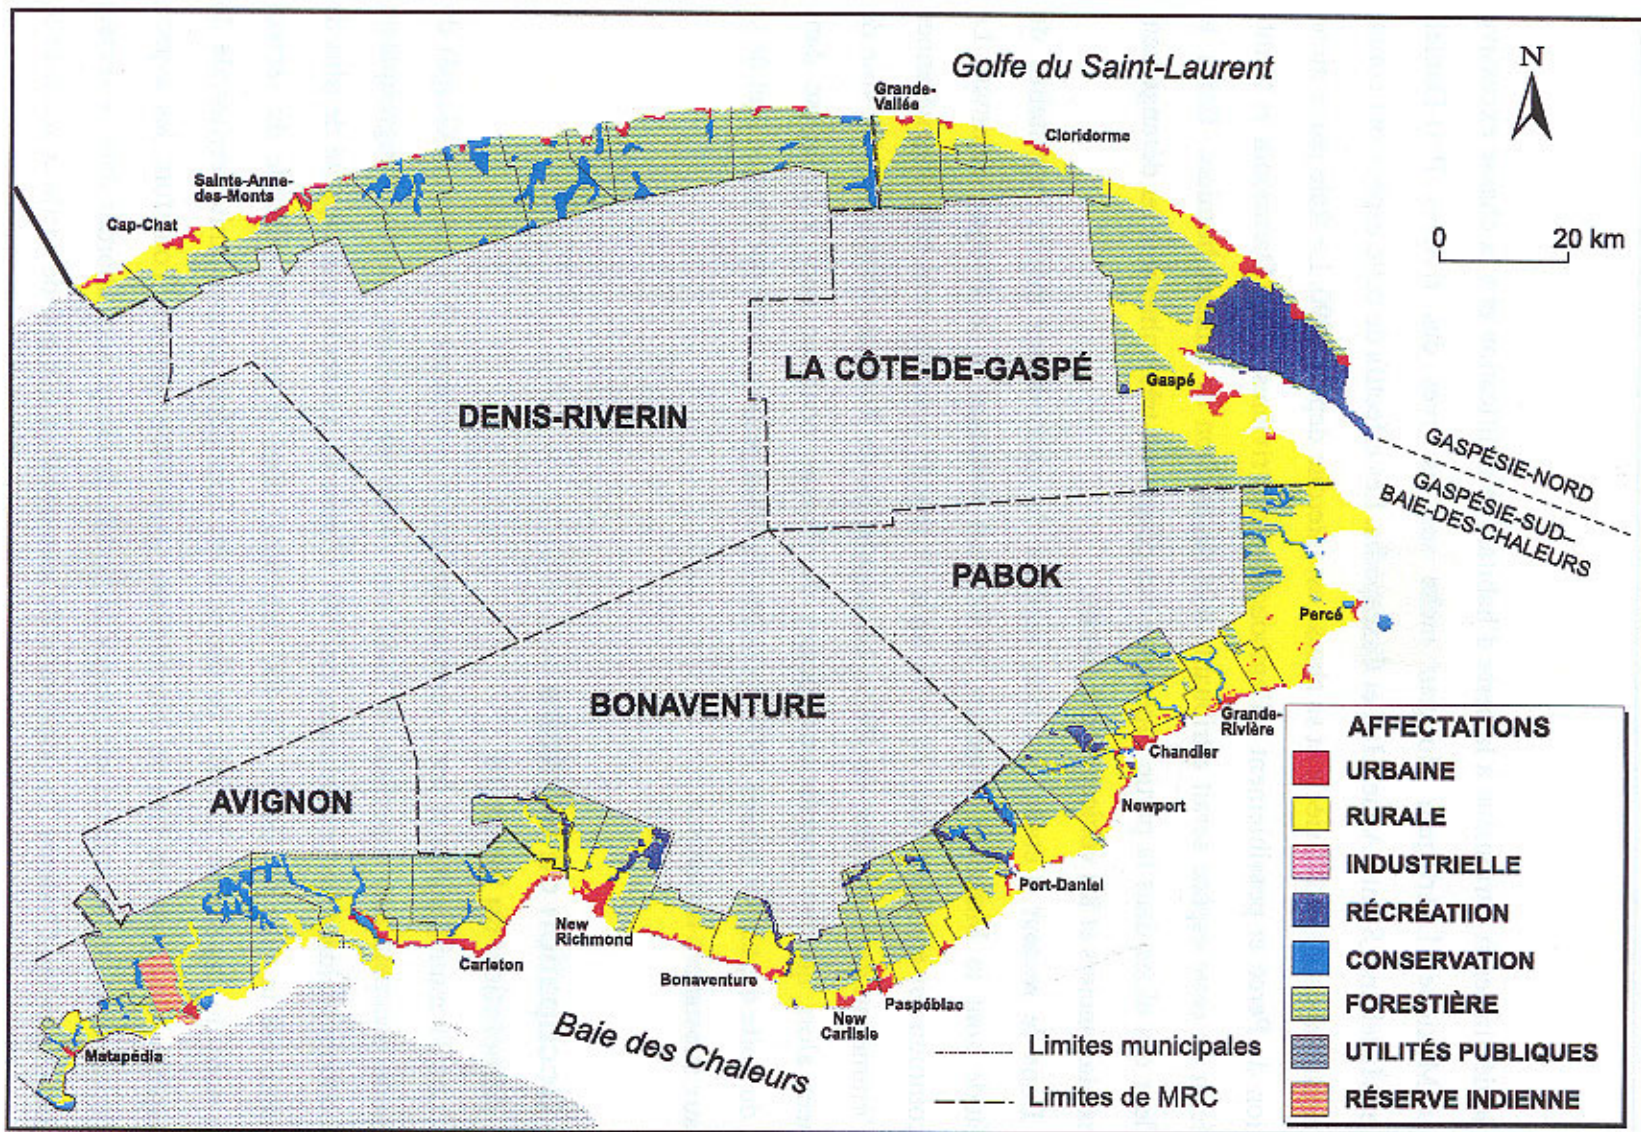 Golfe du Saint-Laurent
N
Grande-
Vallée
Cloridorme
Sainte-Anne-
des-Monts
Cap-Chat
0 20 km
LA CÔTE-DE-GASPÉ
Gaspé
DENIS-RIVERIN
GASPÉSIE-NORD
GASPÉSIE-SUD–
BAIE-DES-CHALEURS
PABOK
Percé
BONAVENTURE
Grande-
Rivière
Chandler
AVIGNON
Newport
Port-Daniel
New
Richmond
Carleton
Bonaventure
Paspébiac
New
Carlisle
Matapédia
Baie des Chaleurs
Limites municipales
Limites de MRC
AFFECTATIONS
URBAINE
RURALE
INDUSTRIELLE
RÉCRÉATIION
CONSERVATION
FORESTIÈRE
UTILITÉS PUBLIQUES
RÉSERVE INDIENNE